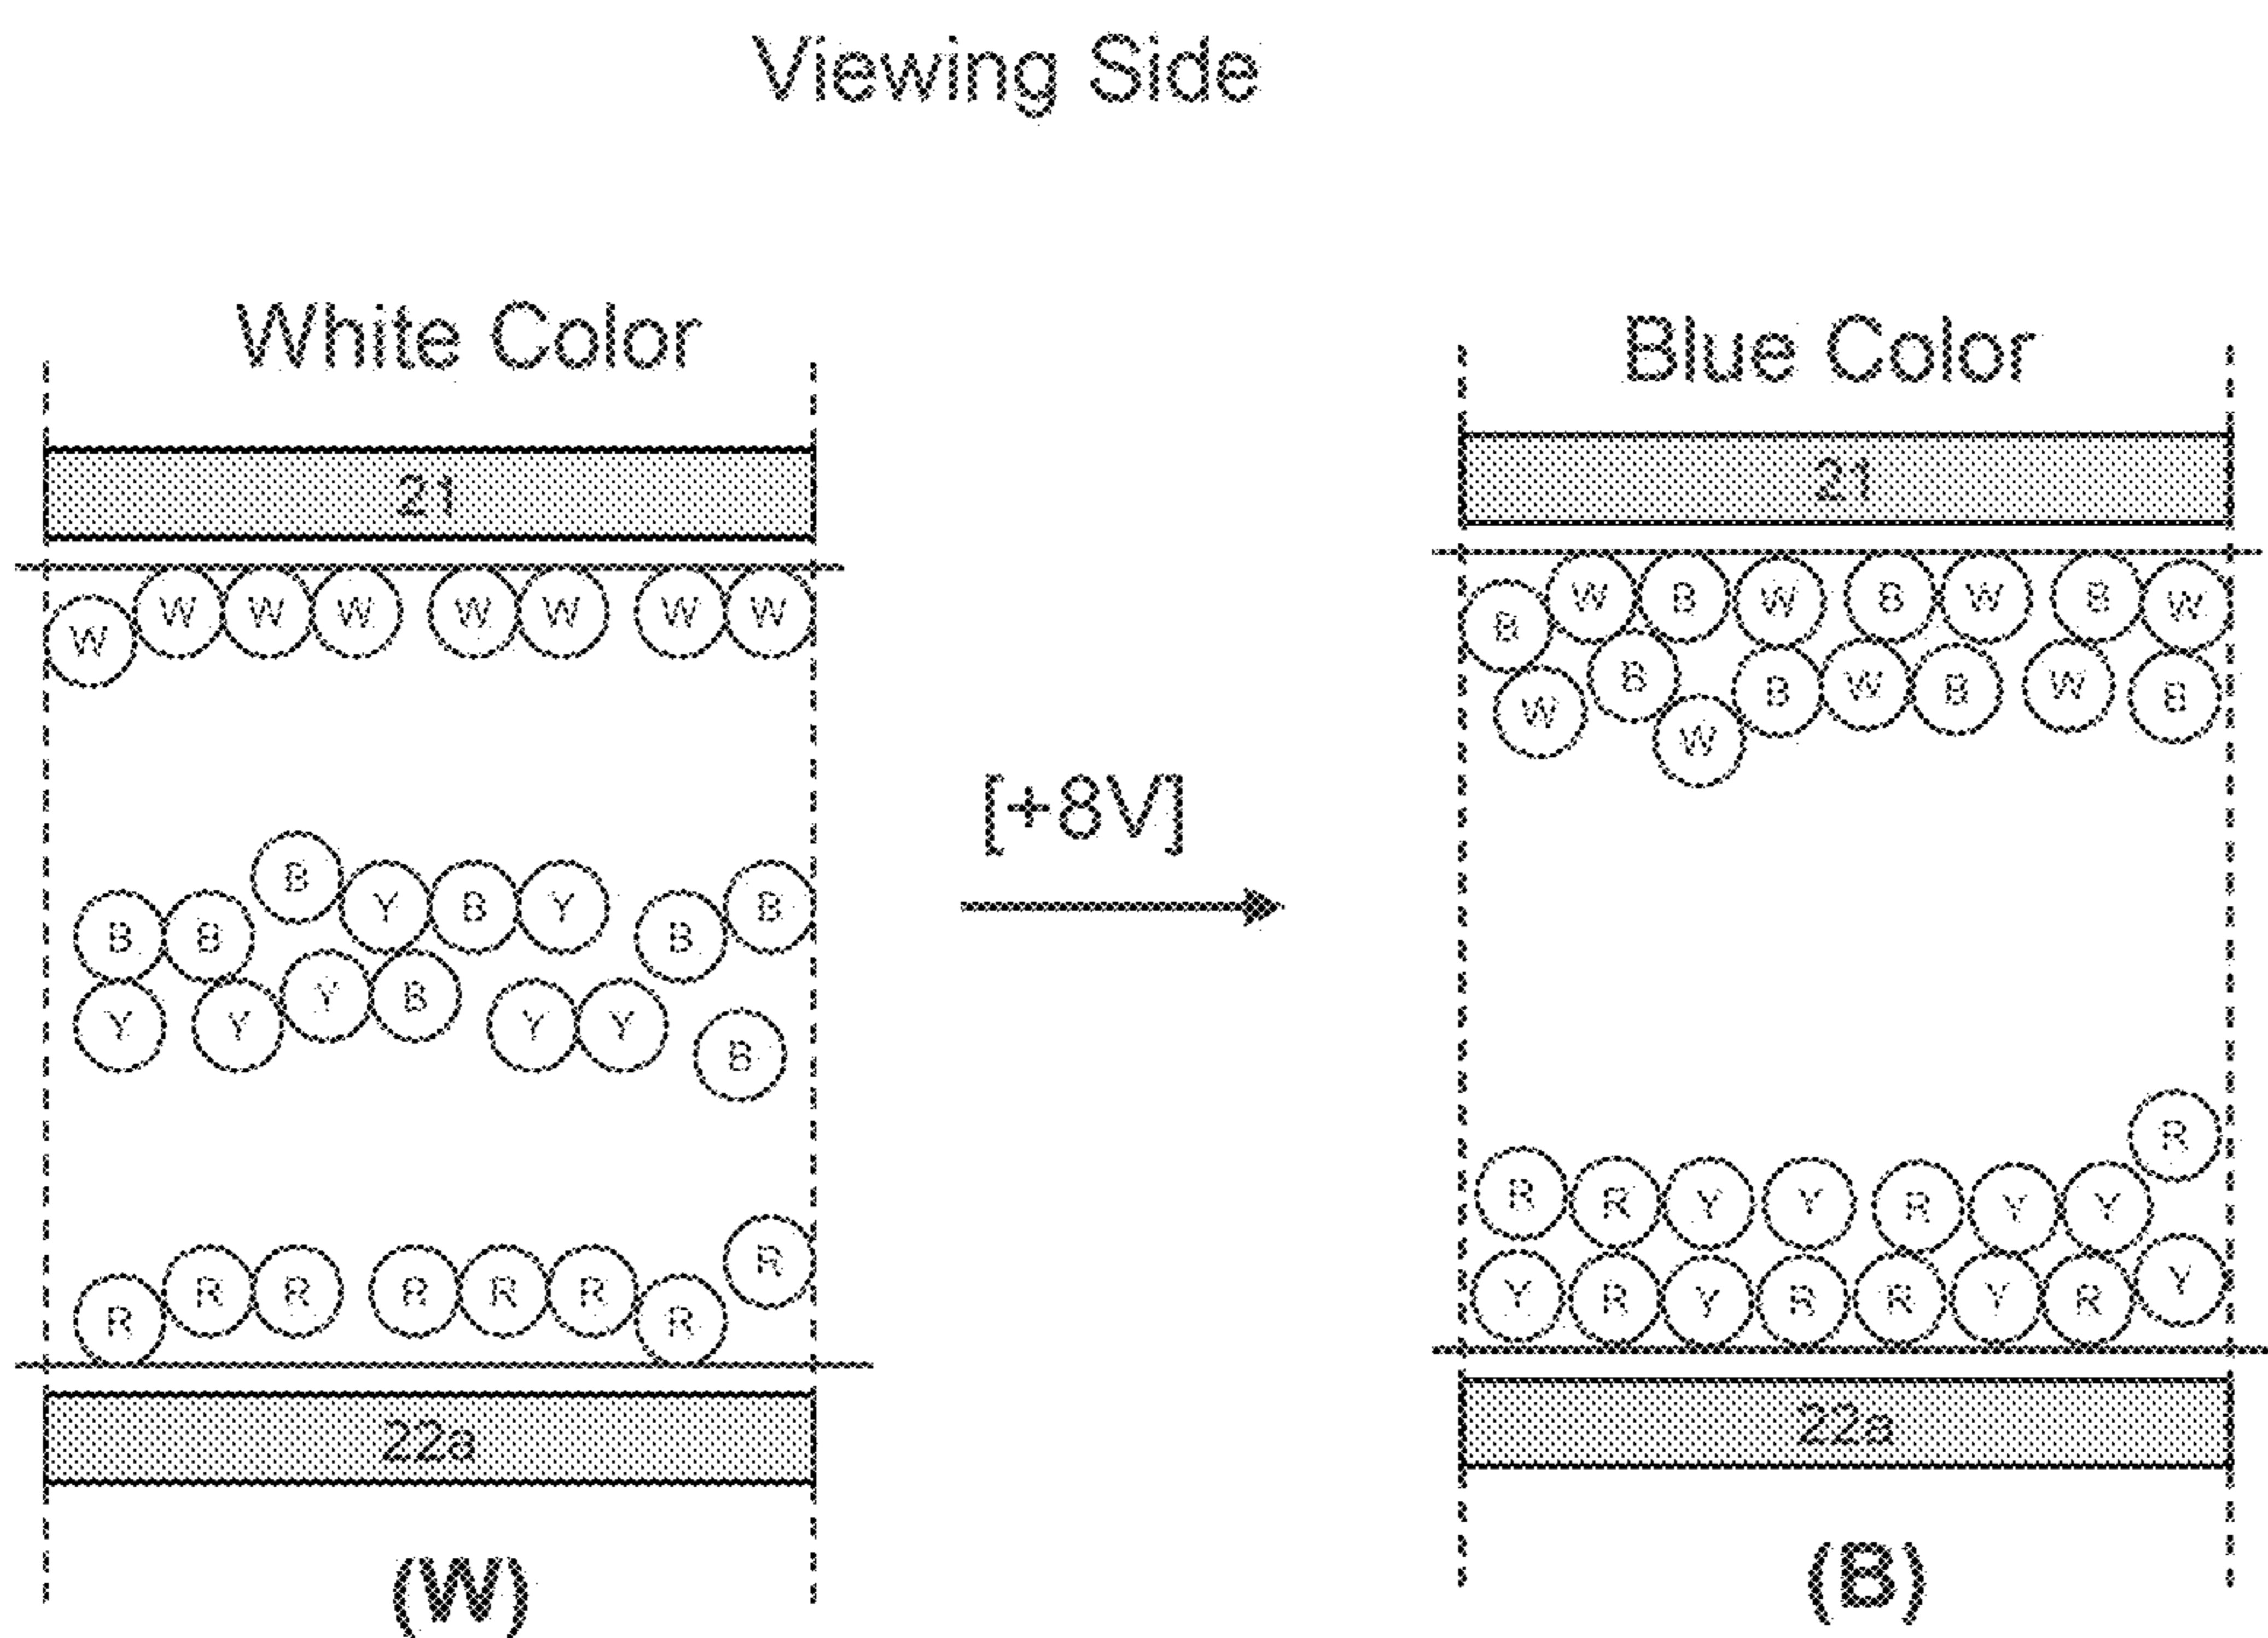 Viewing Side
White Color
Blue Color
21
21
W W W W W W W W
B W B W B W B W
W B W B W B W B
[+8V]
B B B Y B Y B B
Y Y Y B Y Y B
R R Y Y R Y Y R
Y R Y R R Y R Y
R R R R R R R R
22a
22a
(W)
(B)